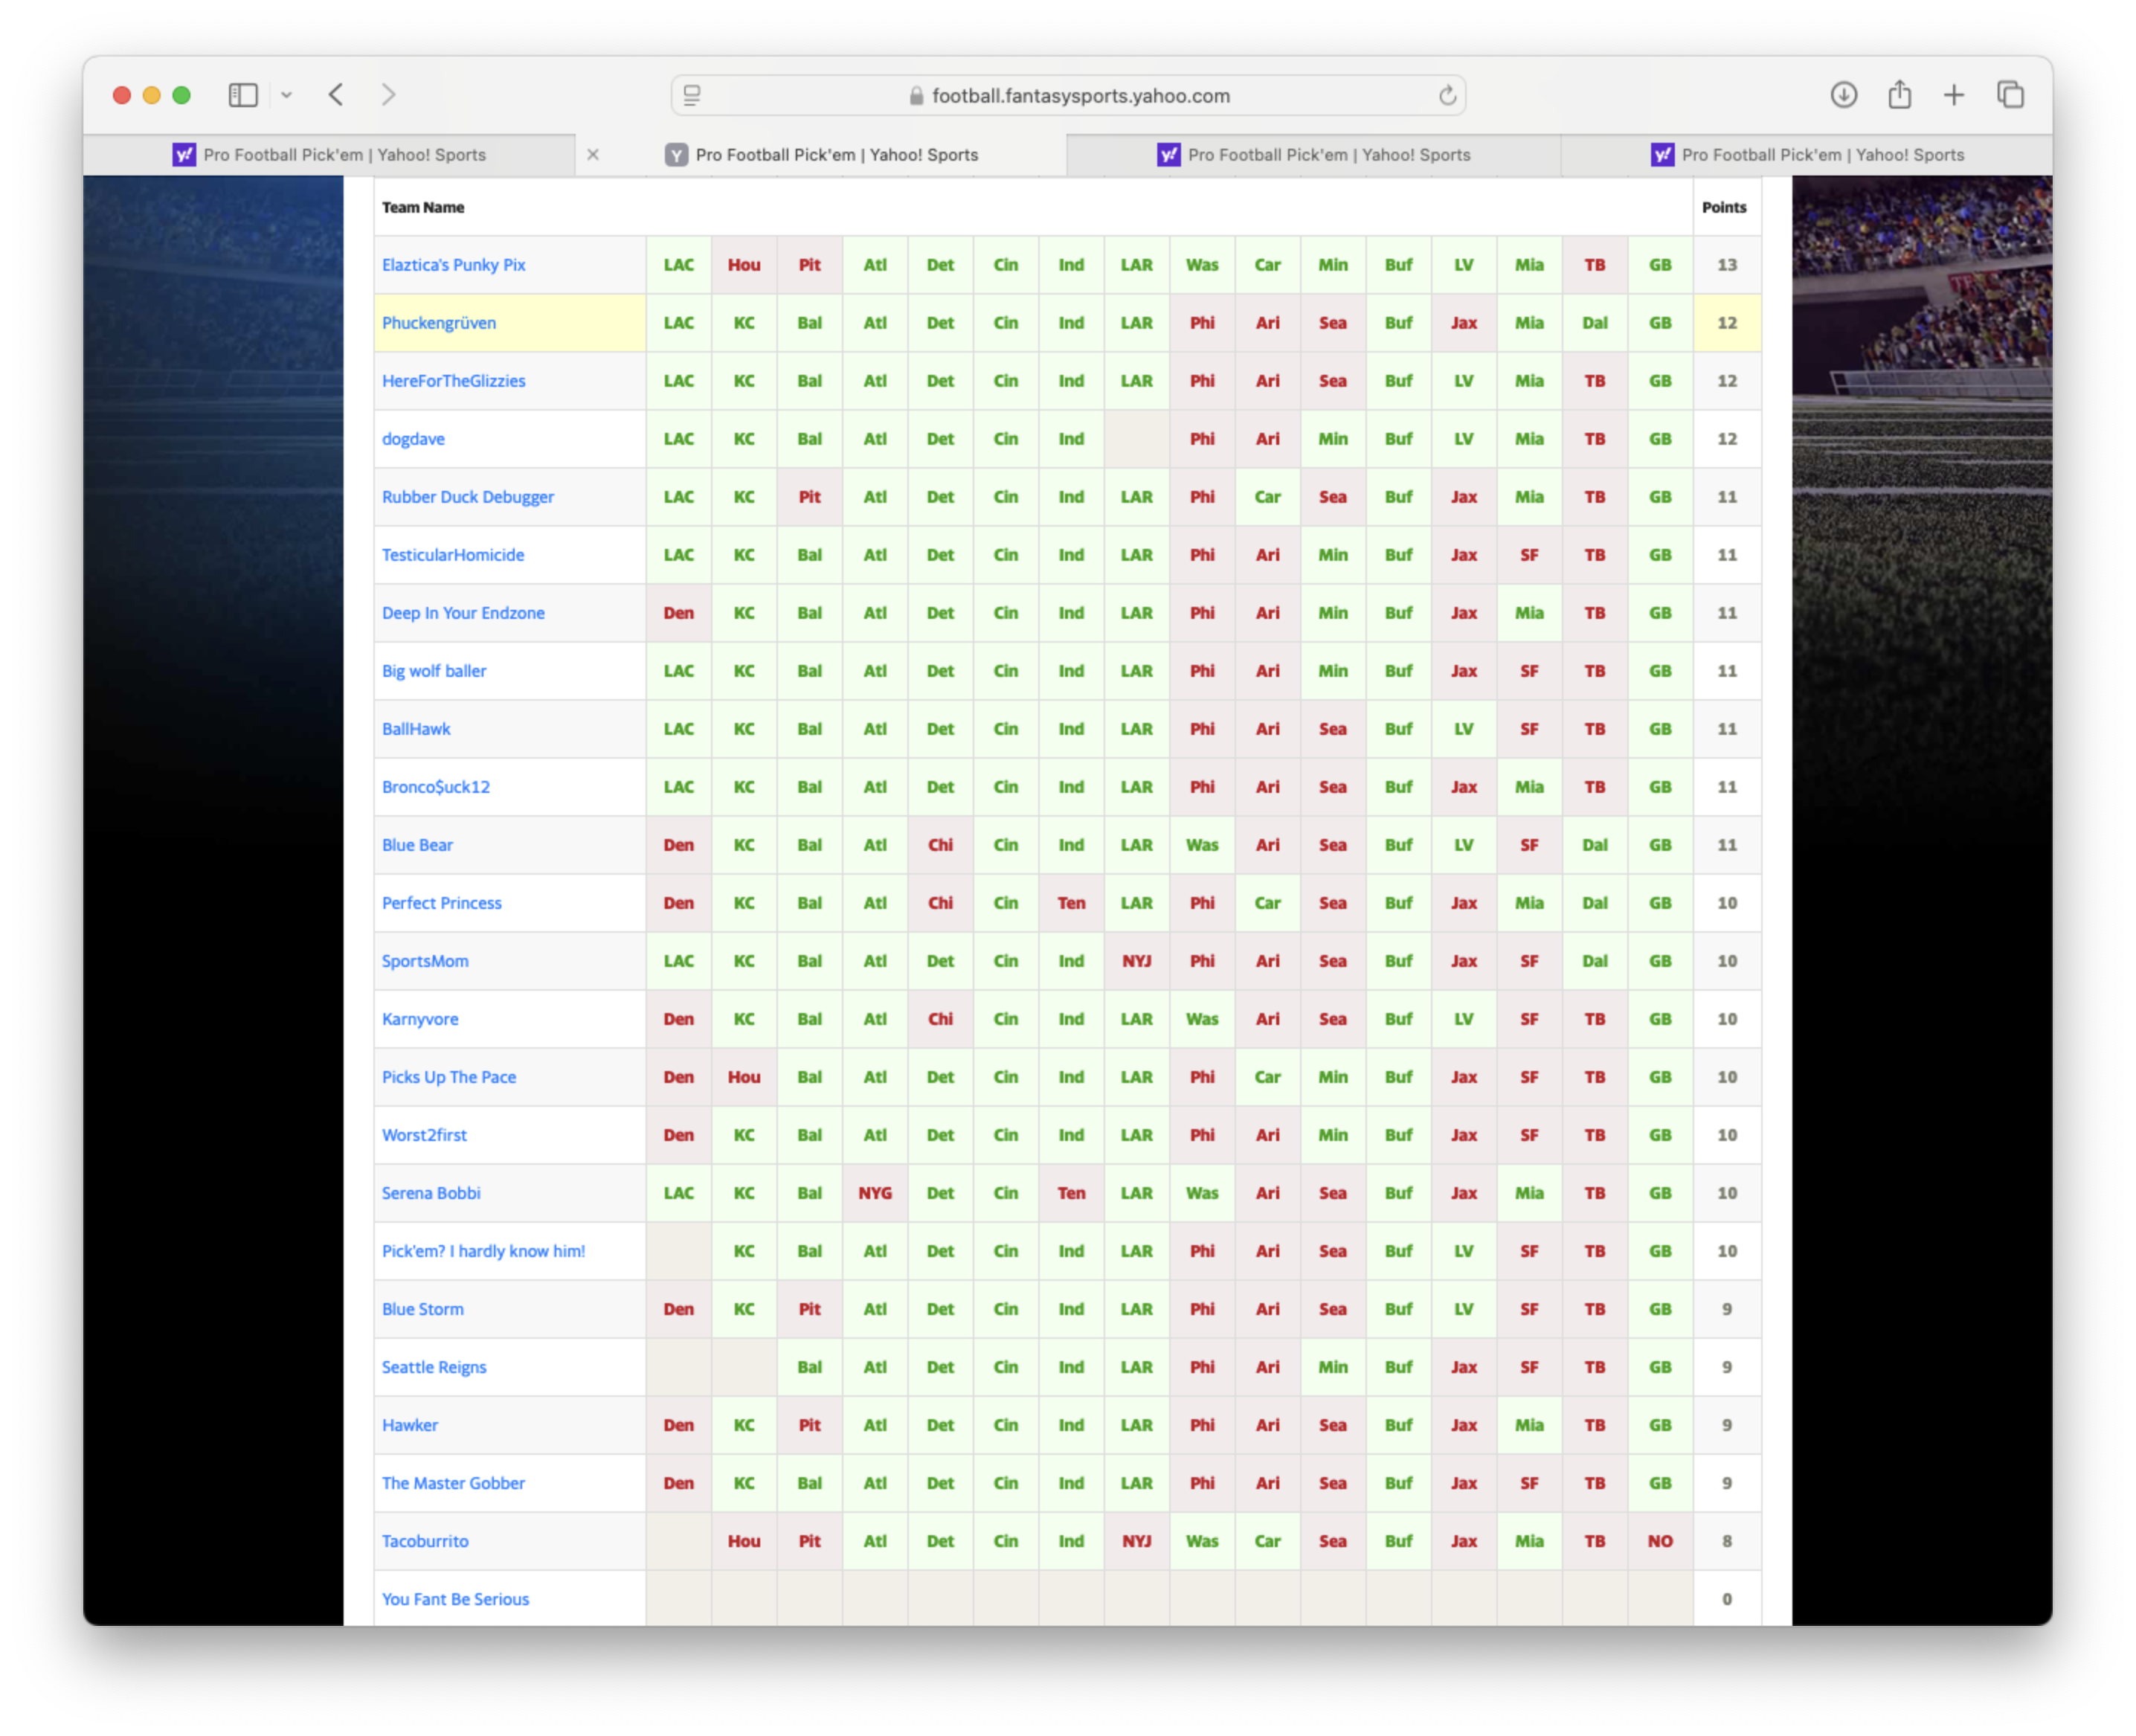 football.fantasysports.yahoo.com
Pro Football Pick'em | Yahoo! Sports Pro Football Pick'em | Yahoo! Sports Pro Football Pick'em | Yahoo! Sports Pro Football Pick'em | Yahoo! Sports
Team Name Points
Elaztica's Punky Pix LAC Hou Pit Atl Det Cin Ind LAR Was Car Min Buf LV Mia TB GB 13
Phuckengrüven LAC KC Bal Atl Det Cin Ind LAR Phi Ari Sea Buf Jax Mia Dal GB 12
HereForTheGlizzies LAC KC Bal Atl Det Cin Ind LAR Phi Ari Sea Buf LV Mia TB GB 12
dogdave LAC KC Bal Atl Det Cin Ind Phi Ari Min Buf LV Mia TB GB 12
Rubber Duck Debugger LAC KC Pit Atl Det Cin Ind LAR Phi Car Sea Buf Jax Mia TB GB 11
TesticularHomicide LAC KC Bal Atl Det Cin Ind LAR Phi Ari Min Buf Jax SF TB GB 11
Deep In Your Endzone Den KC Bal Atl Det Cin Ind LAR Phi Ari Min Buf Jax Mia TB GB 11
Big wolf baller LAC KC Bal Atl Det Cin Ind LAR Phi Ari Min Buf Jax SF TB GB 11
BallHawk LAC KC Bal Atl Det Cin Ind LAR Phi Ari Sea Buf LV SF TB GB 11
Bronco$uck12 LAC KC Bal Atl Det Cin Ind LAR Phi Ari Sea Buf Jax Mia TB GB 11
Blue Bear Den KC Bal Atl Chi Cin Ind LAR Was Ari Sea Buf LV SF Dal GB 11
Perfect Princess Den KC Bal Atl Chi Cin Ten LAR Phi Car Sea Buf Jax Mia Dal GB 10
SportsMom LAC KC Bal Atl Det Cin Ind NYJ Phi Ari Sea Buf Jax SF Dal GB 10
Karnyvore Den KC Bal Atl Chi Cin Ind LAR Was Ari Sea Buf LV SF TB GB 10
Picks Up The Pace Den Hou Bal Atl Det Cin Ind LAR Phi Car Min Buf Jax SF TB GB 10
Worst2first Den KC Bal Atl Det Cin Ind LAR Phi Ari Min Buf Jax SF TB GB 10
Serena Bobbi LAC KC Bal NYG Det Cin Ten LAR Was Ari Sea Buf Jax Mia TB GB 10
Pick'em? I hardly know him! KC Bal Atl Det Cin Ind LAR Phi Ari Sea Buf LV SF TB GB 10
Blue Storm Den KC Pit Atl Det Cin Ind LAR Phi Ari Sea Buf LV SF TB GB 9
Seattle Reigns Bal Atl Det Cin Ind LAR Phi Ari Min Buf Jax SF TB GB 9
Hawker Den KC Pit Atl Det Cin Ind LAR Phi Ari Sea Buf Jax Mia TB GB 9
The Master Gobber Den KC Bal Atl Det Cin Ind LAR Phi Ari Sea Buf Jax SF TB GB 9
Tacoburrito Hou Pit Atl Det Cin Ind NYJ Was Car Sea Buf Jax Mia TB NO 8
You Fant Be Serious 0